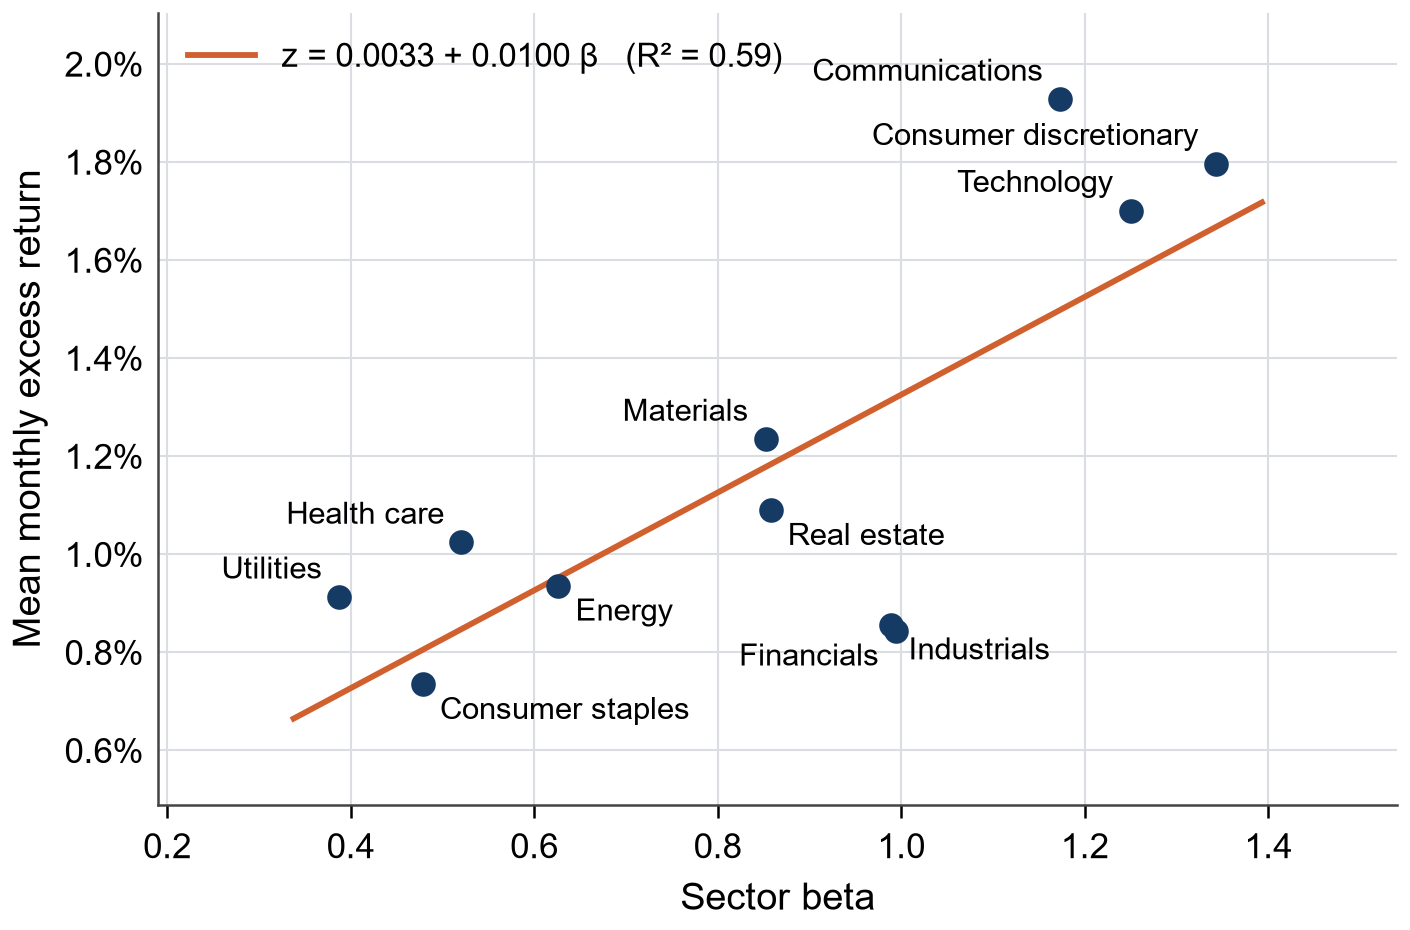 z = 0.0033 + 0.0100 β (R² = 0.59)
Communications
Consumer discretionary
Technology
Materials
Real estate
Health care
Utilities
Energy
Financials
Industrials
Consumer staples
Mean monthly excess return
2.0%
1.8%
1.6%
1.4%
1.2%
1.0%
0.8%
0.6%
0.2 0.4 0.6 0.8 1.0 1.2 1.4
Sector beta